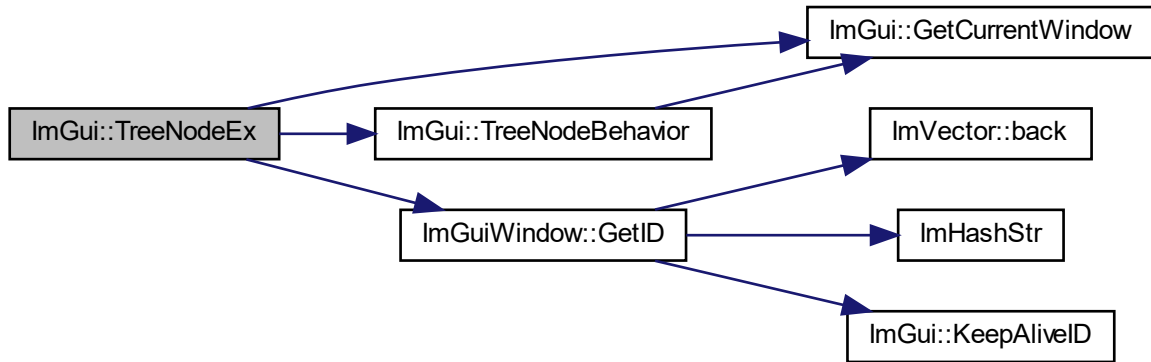 ImGui::GetCurrentWindow
ImGui::TreeNodeEx
ImGui::TreeNodeBehavior
ImVector::back
ImGuiWindow::GetID
ImHashStr
ImGui::KeepAliveID